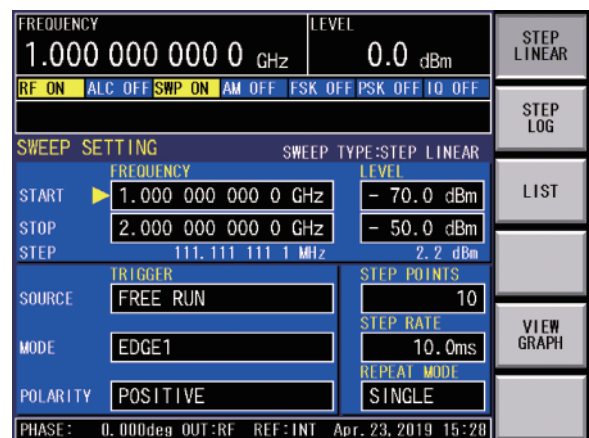 FREQUENCY LEVEL
1.000 000 000 0 GHz 0.0 dBm
RF ON ALC OFF SWP ON AM OFF FSK OFF PSK OFF IQ OFF
SWEEP SETTING SWEEP TYPE:STEP LINEAR
FREQUENCY LEVEL
START 1.000 000 000 0 GHz - 70.0 dBm
STOP 2.000 000 000 0 GHz - 50.0 dBm
STEP 111.111 111 1 MHz 2.2 dBm
TRIGGER STEP POINTS
SOURCE FREE RUN 10
STEP RATE
MODE EDGE1 10.0ms
REPEAT MODE
POLARITY POSITIVE SINGLE
PHASE: 0.000deg OUT:RF REF:INT Apr.23,2019 15:28
STEP
LINEAR
STEP
LOG
LIST
VIEW
GRAPH